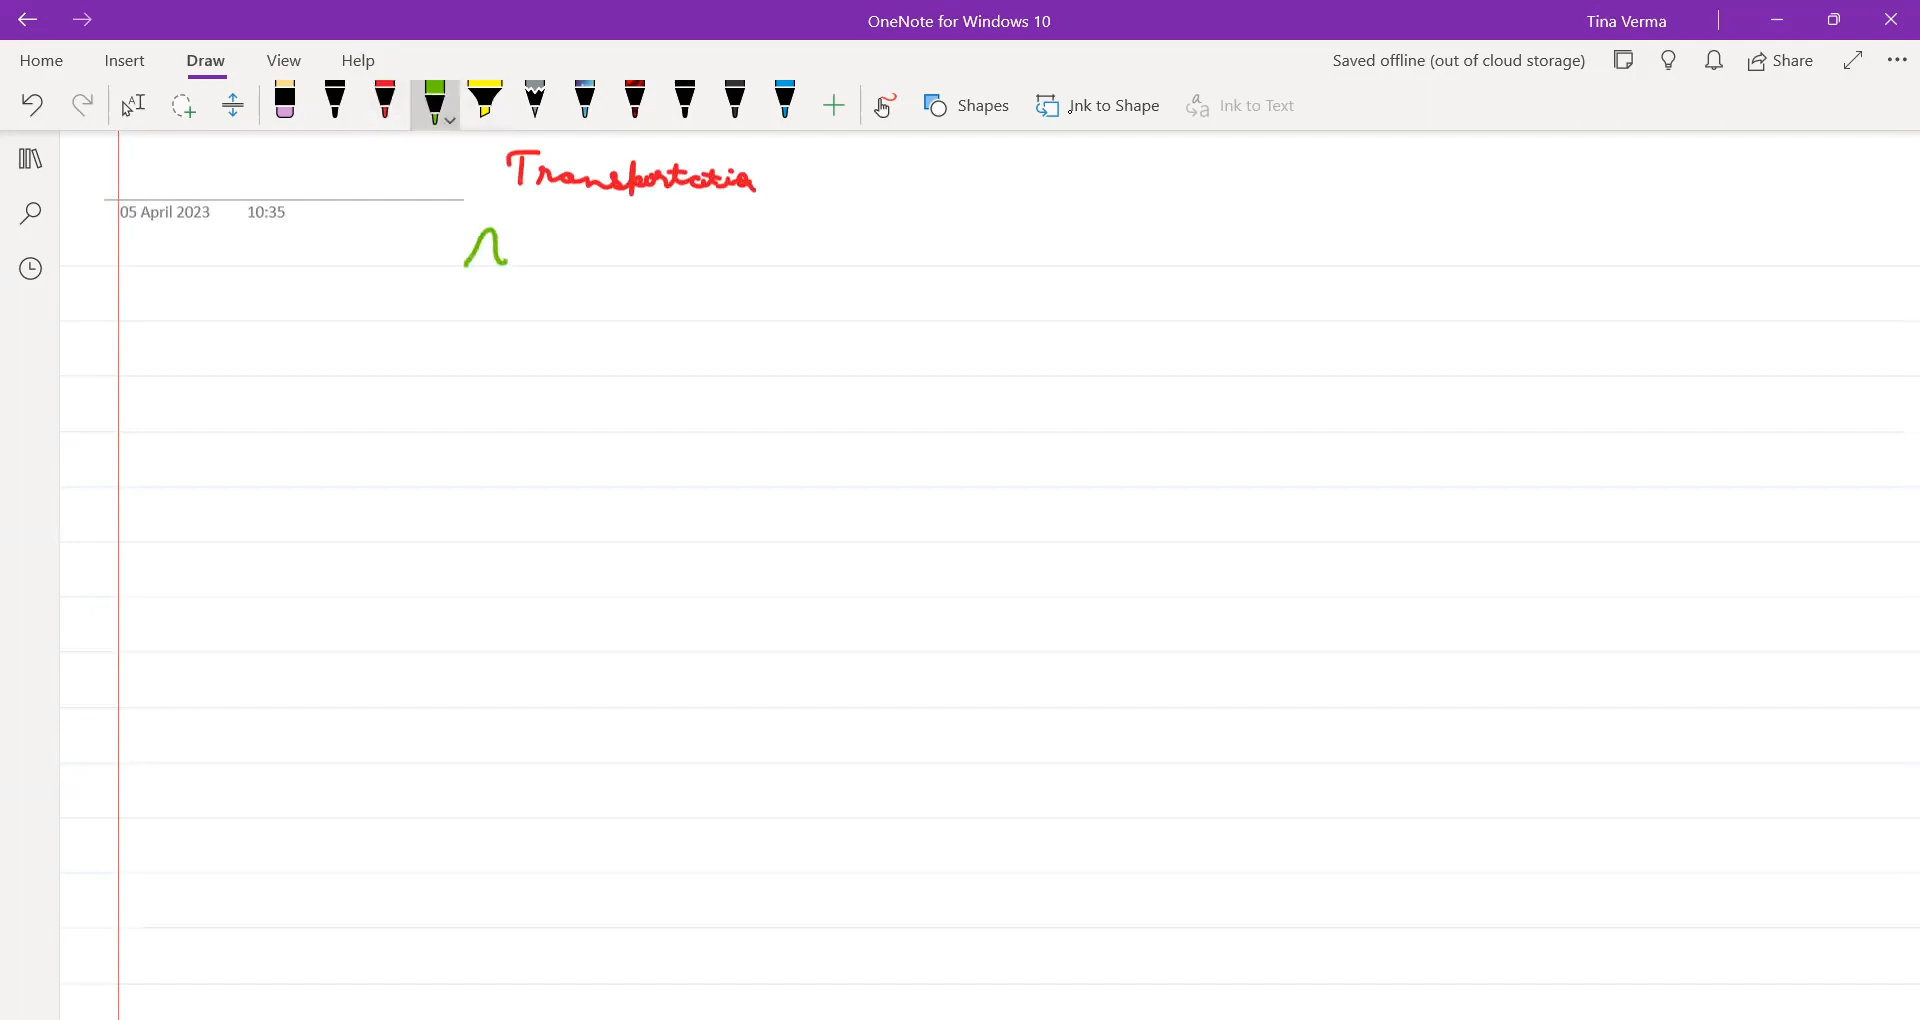 OneNote for Windows 10
Tina Verma
Home Insert Draw View Help
Saved offline (out of cloud storage)
Share
Shapes
Ink to Shape
Ink to Text
Transportation
05 April 2023 10:35